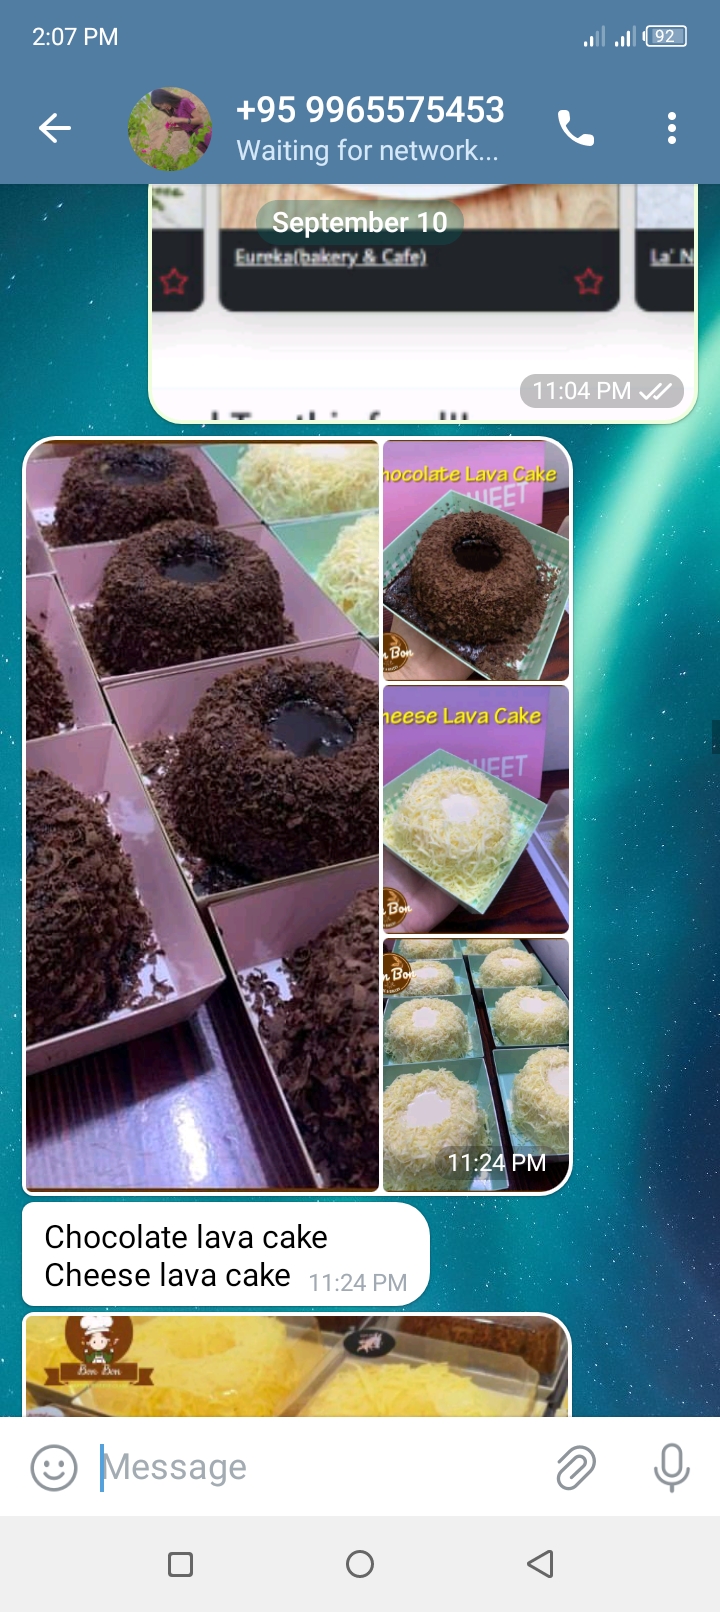 2:07 PM
92
+95 9965575453
Waiting for network...
September 10
Eureka(bakery & Cafe)
La' N
11:04 PM
hocolate Lava Cake
WEET
n Bon
heese Lava Cake
WEET
Bon
n Bon
11:24 PM
Chocolate lava cake
Cheese lava cake 11:24 PM
Bon Bon
Message